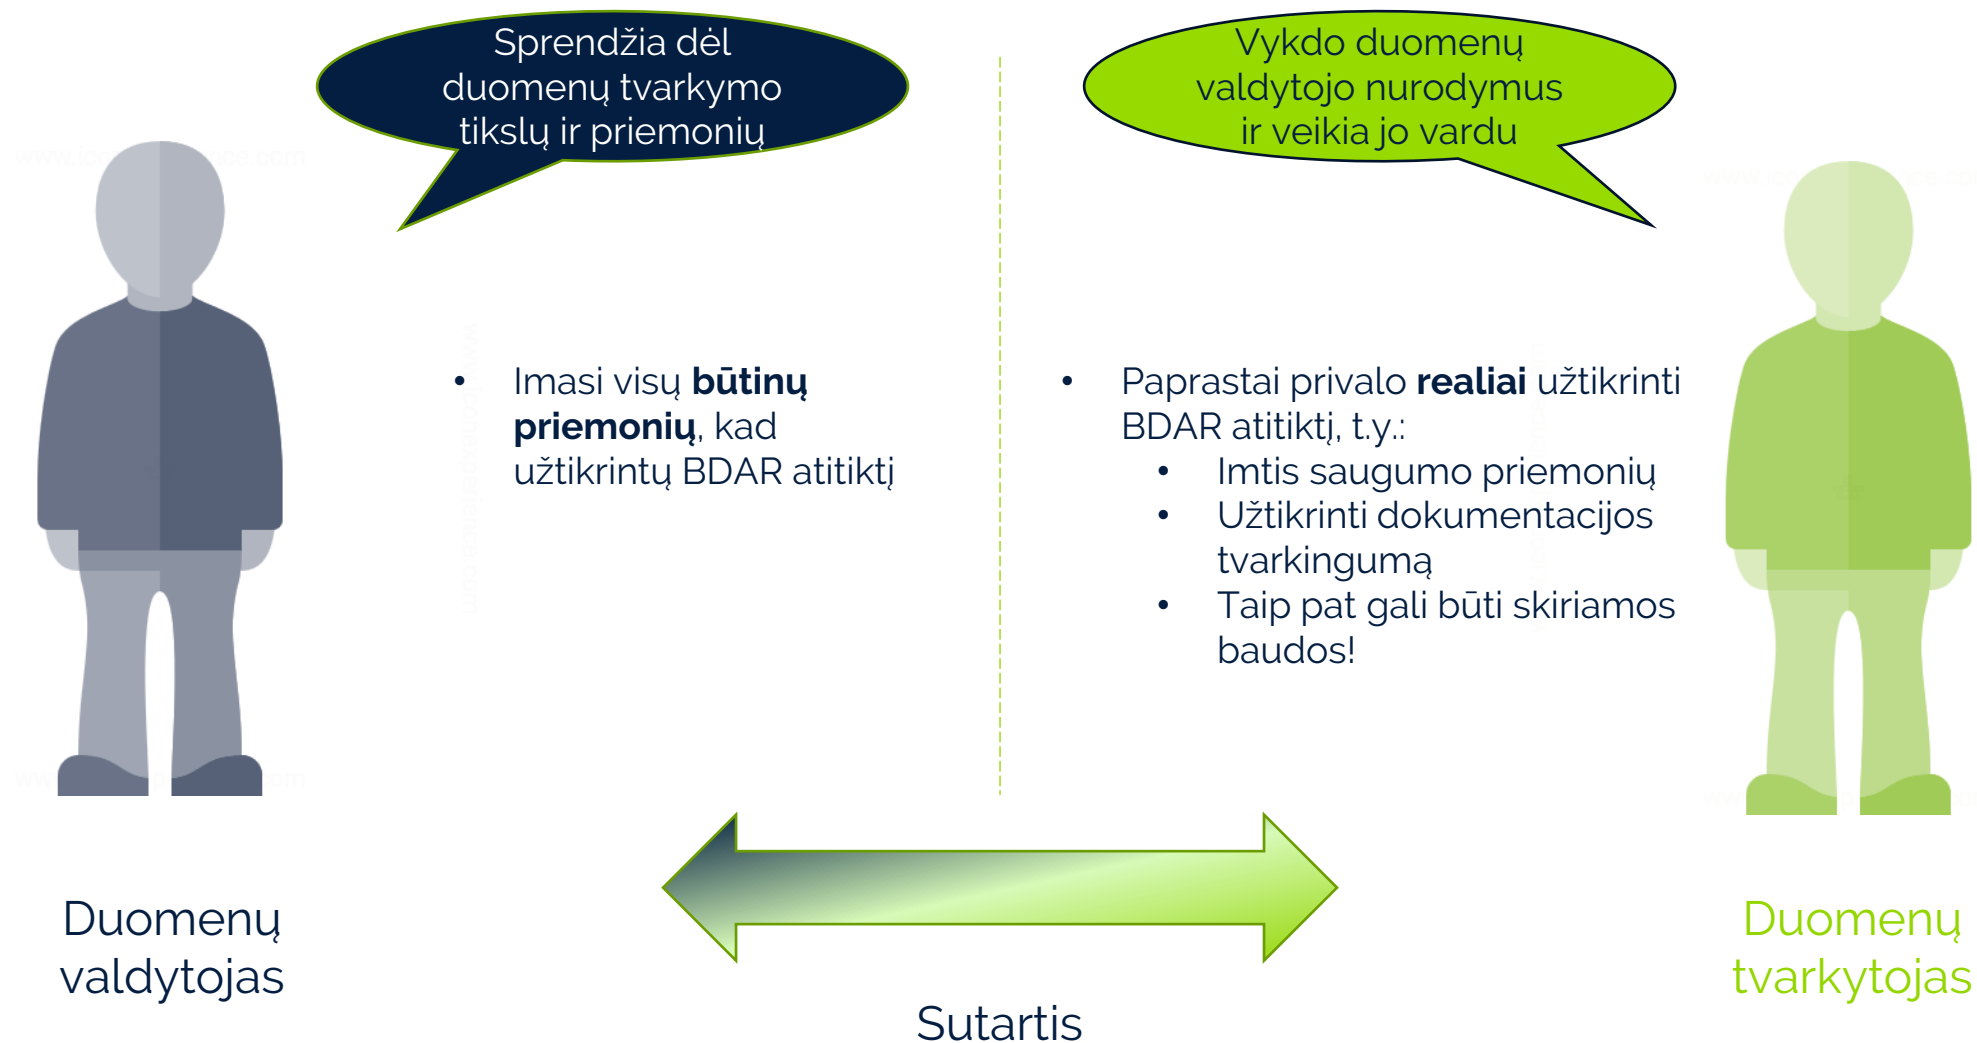 Sprendžia dėl
duomenų tvarkymo
tikslų ir priemonių
Vykdo duomenų
valdytojo nurodymus
ir veikia jo vardu
• Imasi visų būtinų
priemonių, kad
užtikrintų BDAR atitiktį
• Paprastai privalo realiai užtikrinti
BDAR atitiktį, t.y.:
• Imtis saugumo priemonių
• Užtikrinti dokumentacijos
tvarkingumą
• Taip pat gali būti skiriamos
baudos!
Duomenų
valdytojas
Sutartis
Duomenų
tvarkytojas